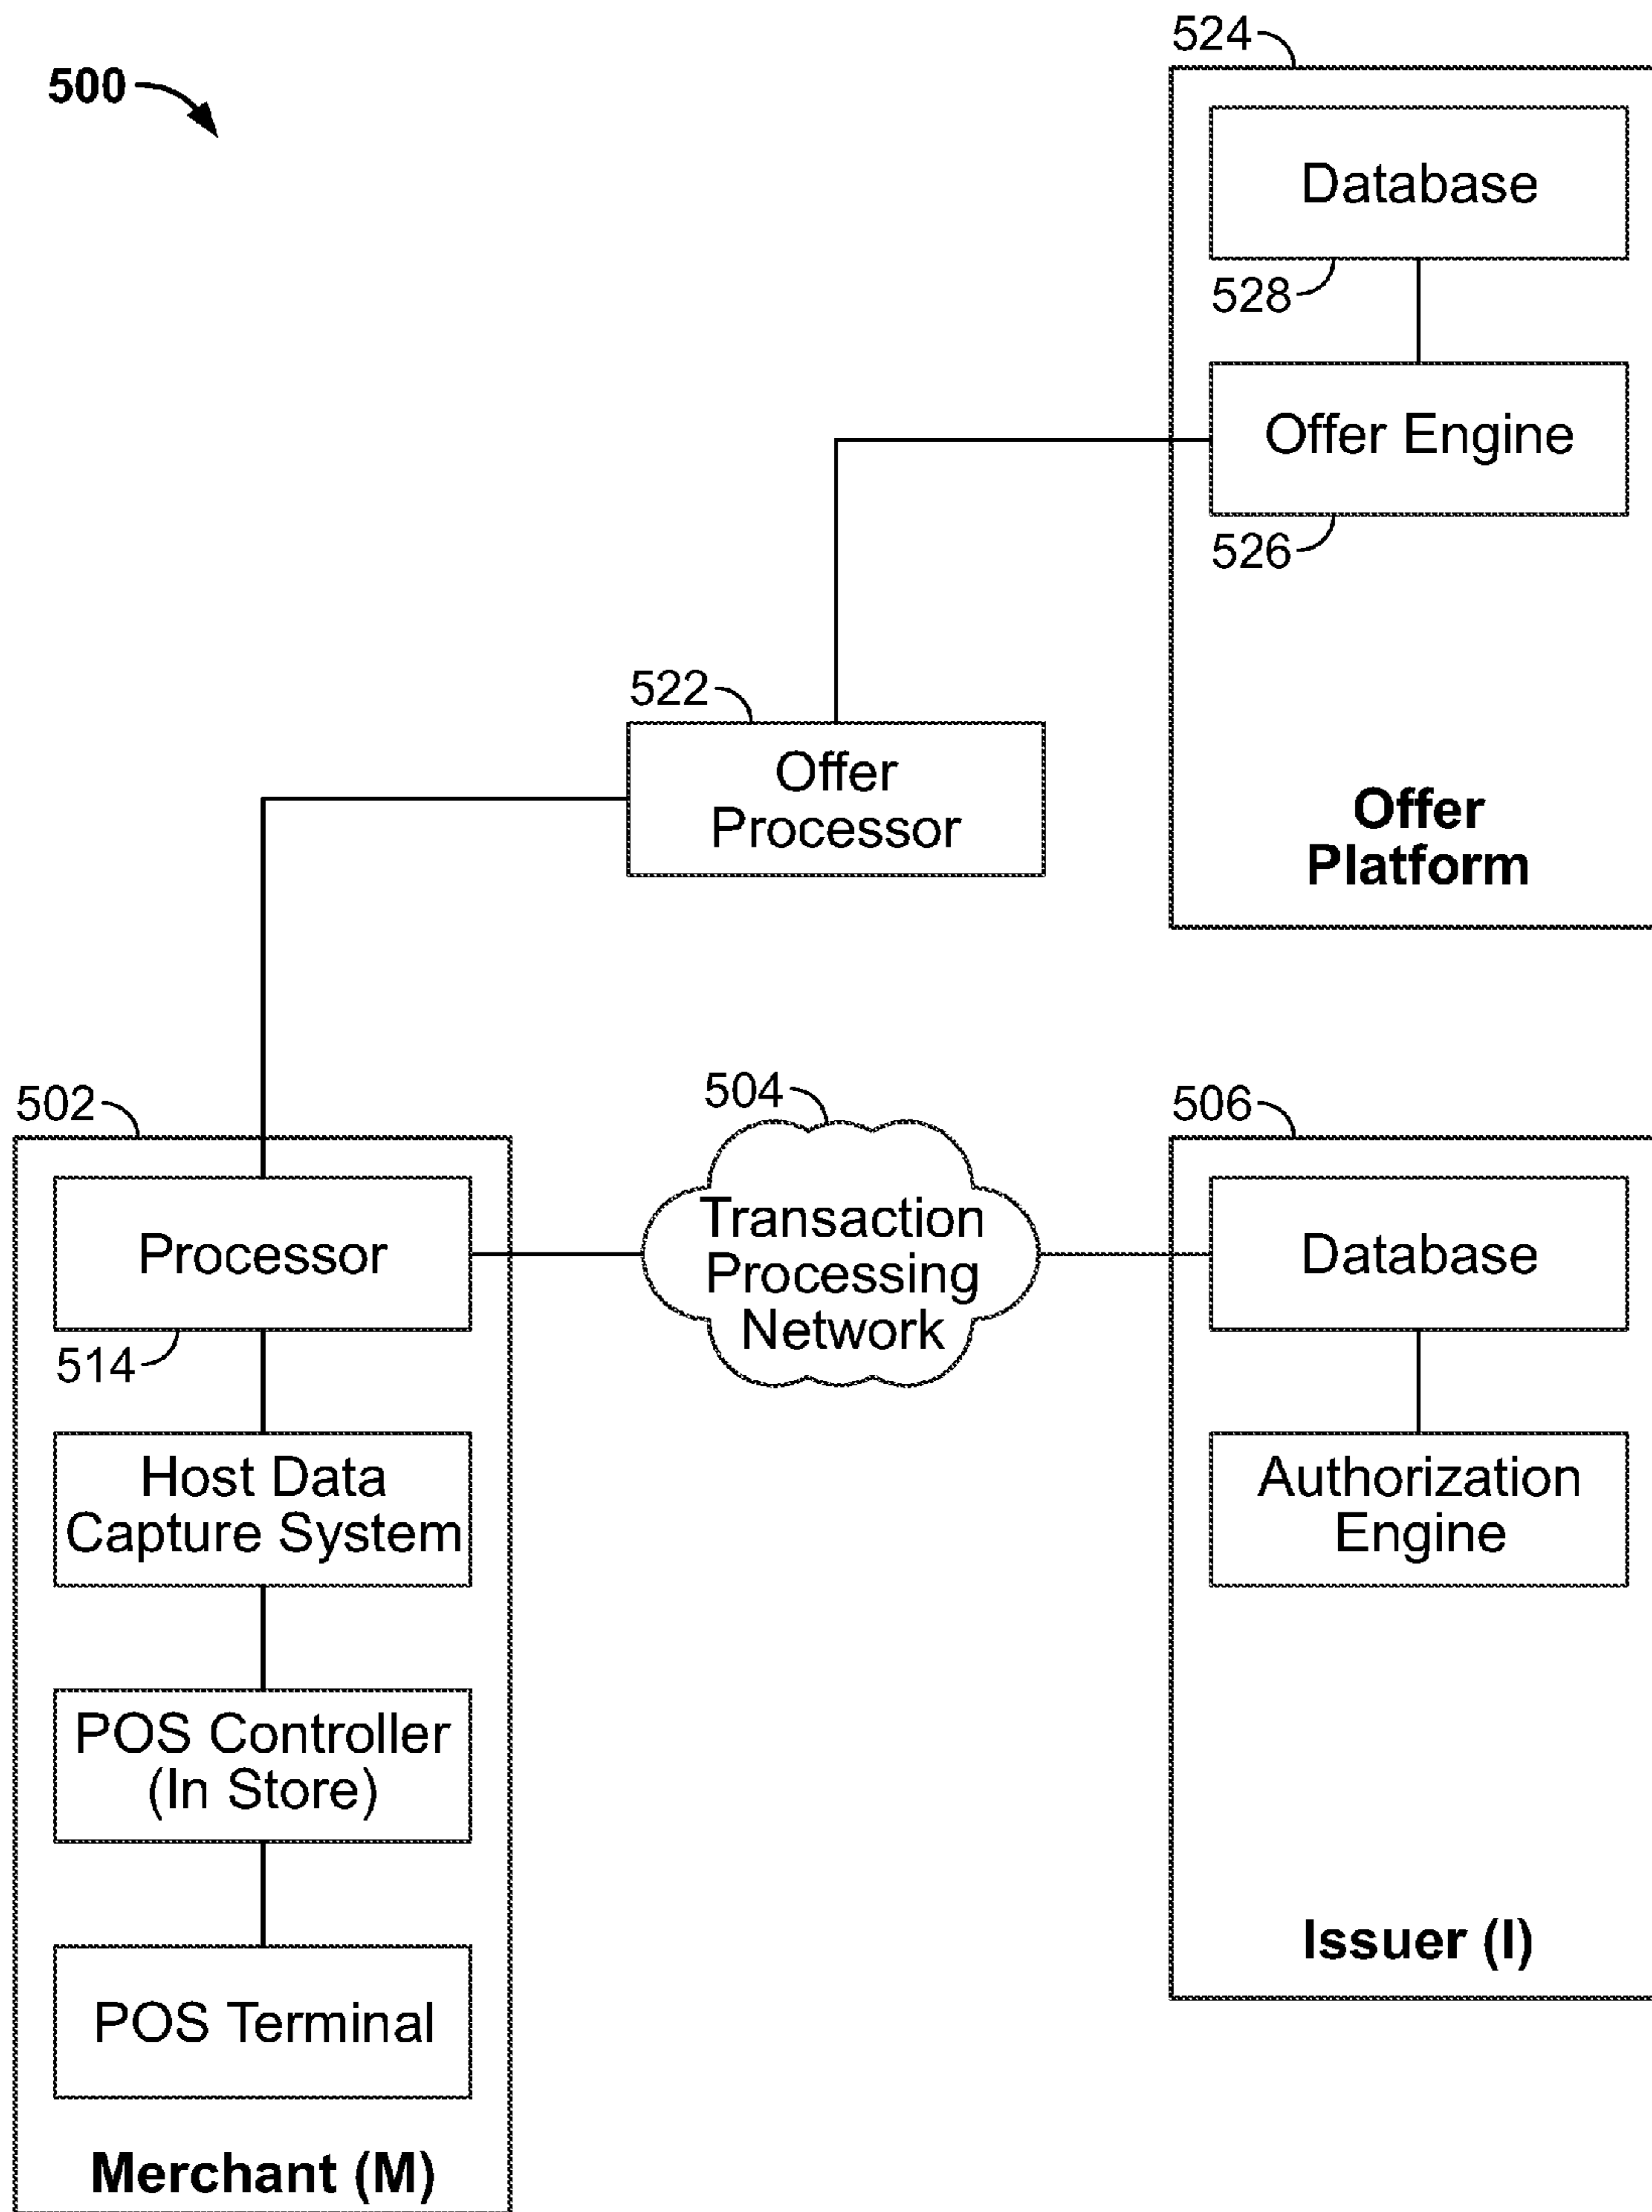 500
524
Database
528
Offer Engine
526
Offer
Platform
522
Offer
Processor
502
Processor
514
Host Data
Capture System
POS Controller
(In Store)
POS Terminal
Merchant (M)
504
Transaction
Processing
Network
506
Database
Authorization
Engine
Issuer (I)